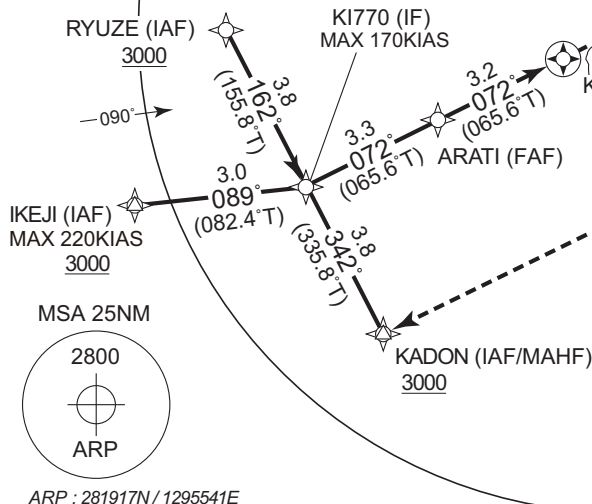 RYUZE (IAF)
3000
KI770 (IF)
MAX 170KIAS
090°
3.8
162°
(155.8°T)
3.2
072°
(065.6°T)
K
3.3
072°
(065.6°T)
ARATI (FAF)
3.0
089°
(082.4°T)
IKEJI (IAF)
MAX 220KIAS
3000
3.8
342°
(335.8°T)
KADON (IAF/MAHF)
3000
MSA 25NM
2800
ARP
ARP : 281917N / 1295541E